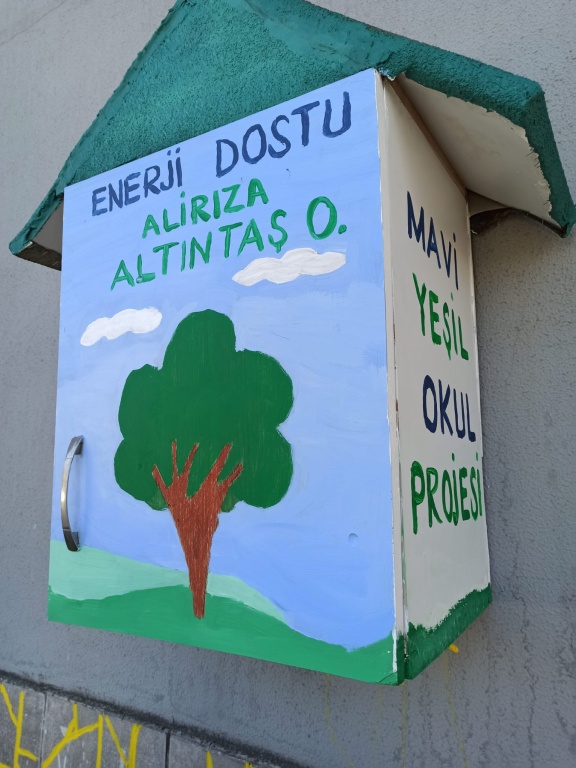 ENERJİ DOSTU
ALİRIZA
ALTINTAŞ O.
MAVİ
YEŞİL
OKUL
PROJESİ